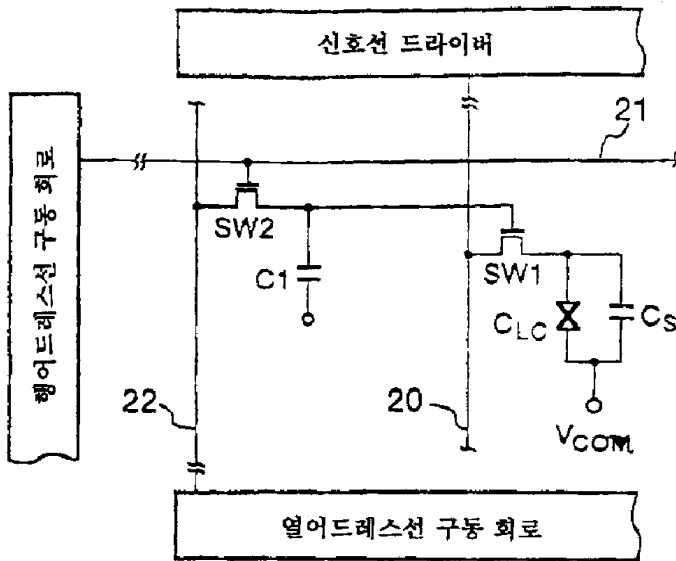 신호선 드라이버
21
행어드레스선 구동 회로
SW2
SW1
C1
CLC
CS
22
20
VCOM
열어드레스선 구동 회로